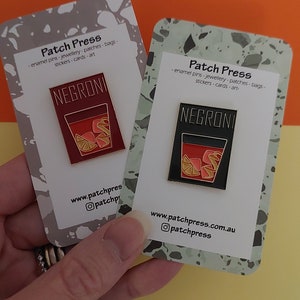 Patch Press
- enamel pins - jewellery - patches - bags -
stickers - cards - art
NEGRONI
www.patchpress
@patchpress
Patch Press
- enamel pins - jewellery - patches - bags -
stickers - cards - art
NEGRONI
www.patchpress.com.au
@patchpress